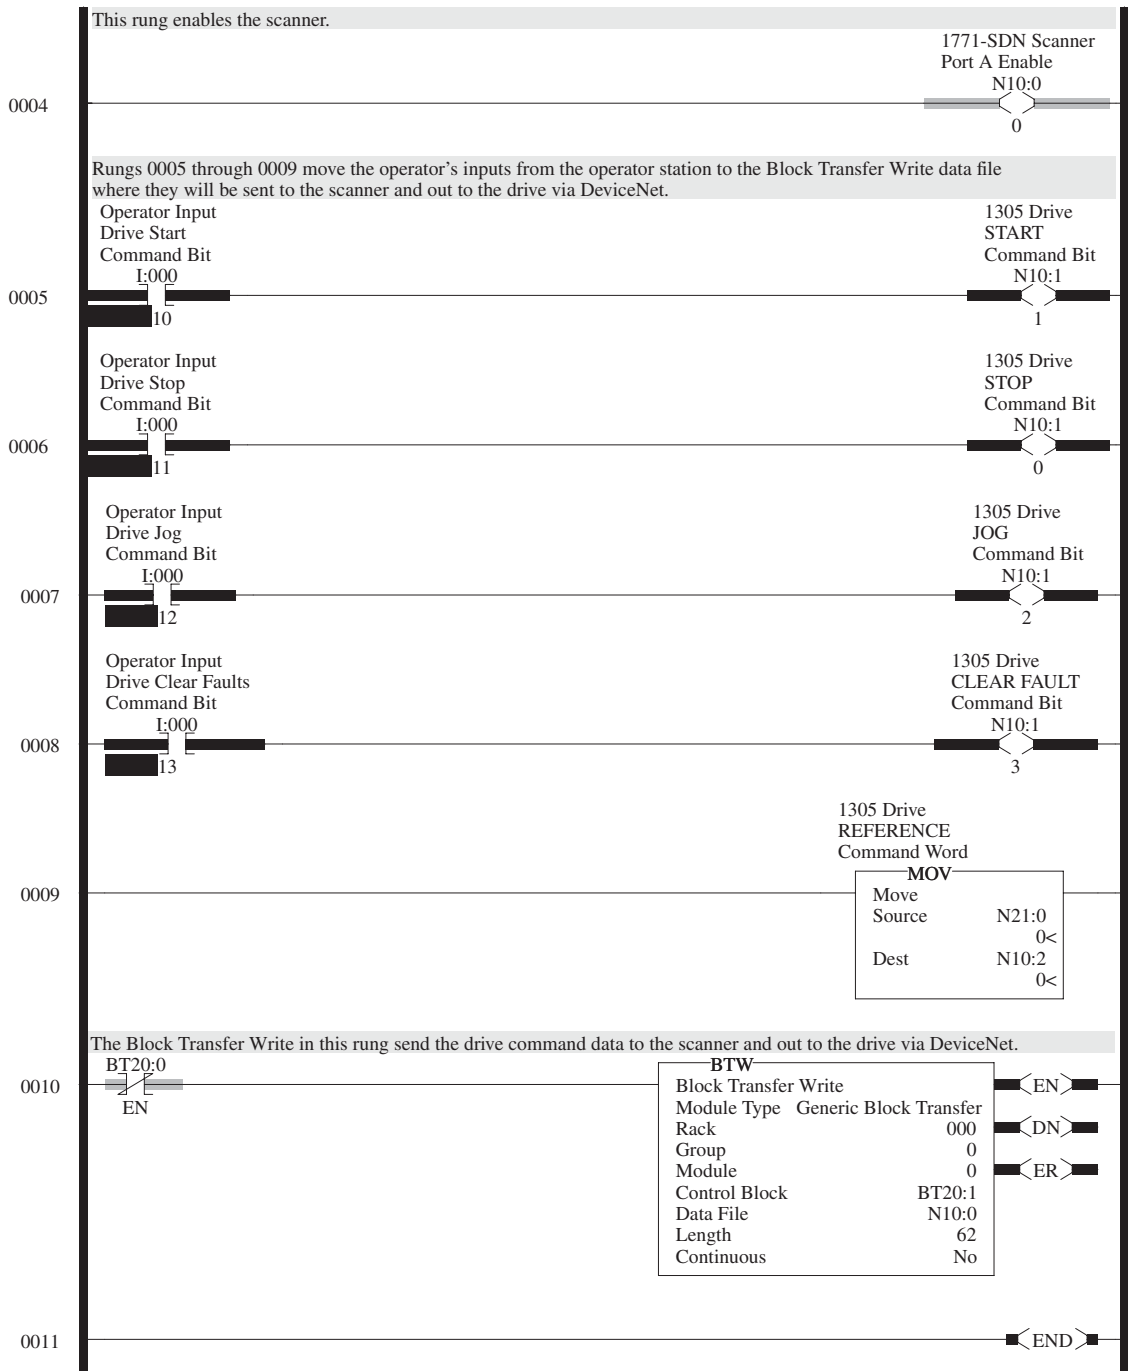 This rung enables the scanner.
1771-SDN Scanner
Port A Enable
N10:0
0004
0
Rungs 0005 through 0009 move the operator's inputs from the operator station to the Block Transfer Write data file
where they will be sent to the scanner and out to the drive via DeviceNet.
Operator Input
Drive Start
Command Bit
I:000
1305 Drive
START
Command Bit
N10:1
0005
10
1
Operator Input
Drive Stop
Command Bit
I:000
1305 Drive
STOP
Command Bit
N10:1
0006
11
0
Operator Input
Drive Jog
Command Bit
I:000
1305 Drive
JOG
Command Bit
N10:1
0007
12
2
Operator Input
Drive Clear Faults
Command Bit
I:000
1305 Drive
CLEAR FAULT
Command Bit
N10:1
0008
13
3
1305 Drive
REFERENCE
Command Word
0009
MOV
Move
Source N21:0
0<
Dest N10:2
0<
The Block Transfer Write in this rung send the drive command data to the scanner and out to the drive via DeviceNet.
BT20:0
0010
EN
BTW
Block Transfer Write
Module Type Generic Block Transfer
Rack 000
Group 0
Module 0
Control Block BT20:1
Data File N10:0
Length 62
Continuous No
EN
DN
ER
0011
END